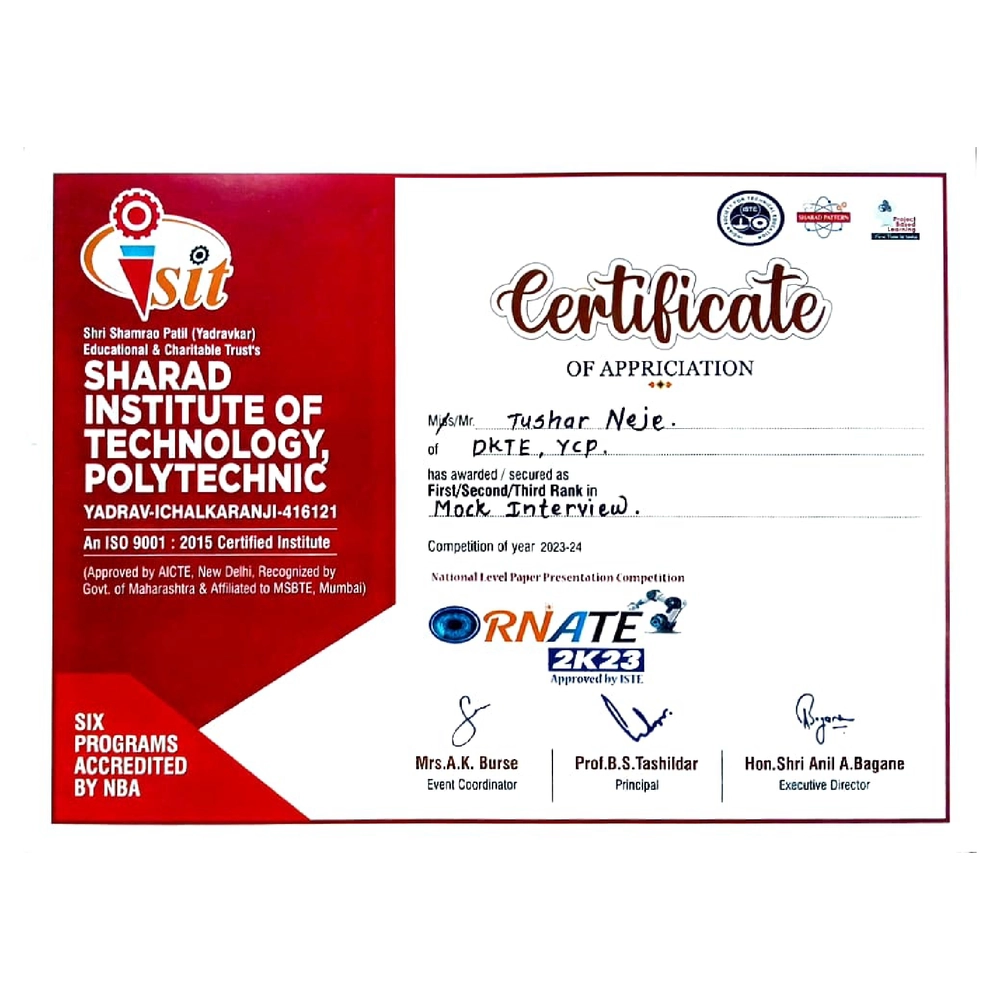 sit
Shri Shamrao Patil (Yadravkar)
Educational & Charitable Trust's
SHARAD
INSTITUTE OF
TECHNOLOGY,
POLYTECHNIC
YADRAV-ICHALKARANJI-416121
An ISO 9001 : 2015 Certified Institute
(Approved by AICTE, New Delhi, Recognized by
Govt. of Maharashtra & Affiliated to MSBTE, Mumbai)
SIX
PROGRAMS
ACCREDITED
BY NBA
ISTE
SHARAD PATTERN
Project
Based
Learning
Certificate
OF APPRICIATION
Miss/Mr. Tushar Neje.
of DKTE, YCP.
has awarded / secured as
First/Second/Third Rank in
Mock Interview.
Competition of year 2023-24
National Level Paper Presentation Competition
ORNATE
2K23
Approved by ISTE
Mrs.A.K. Burse
Event Coordinator
Prof.B.S.Tashildar
Principal
Hon.Shri Anil A.Bagane
Executive Director